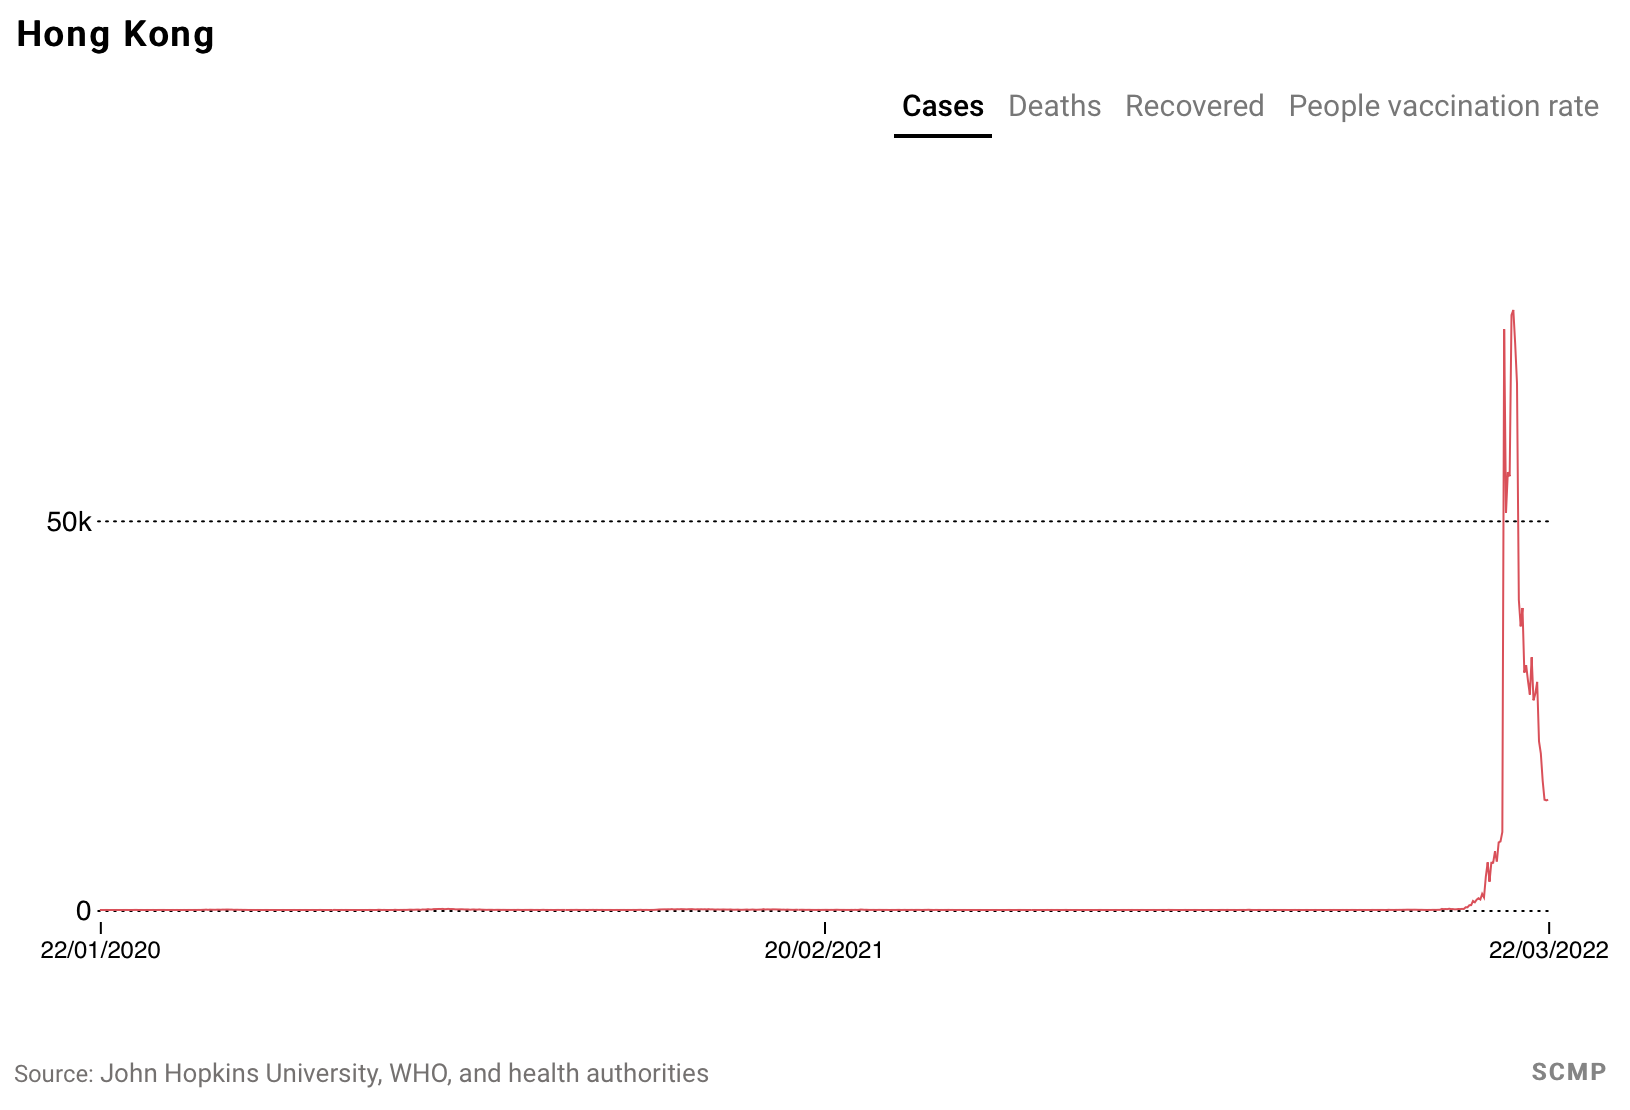 Hong Kong
Cases Deaths Recovered People vaccination rate
50k
0
22/01/2020 20/02/2021 22/03/2022
Source: John Hopkins University, WHO, and health authorities SCMP